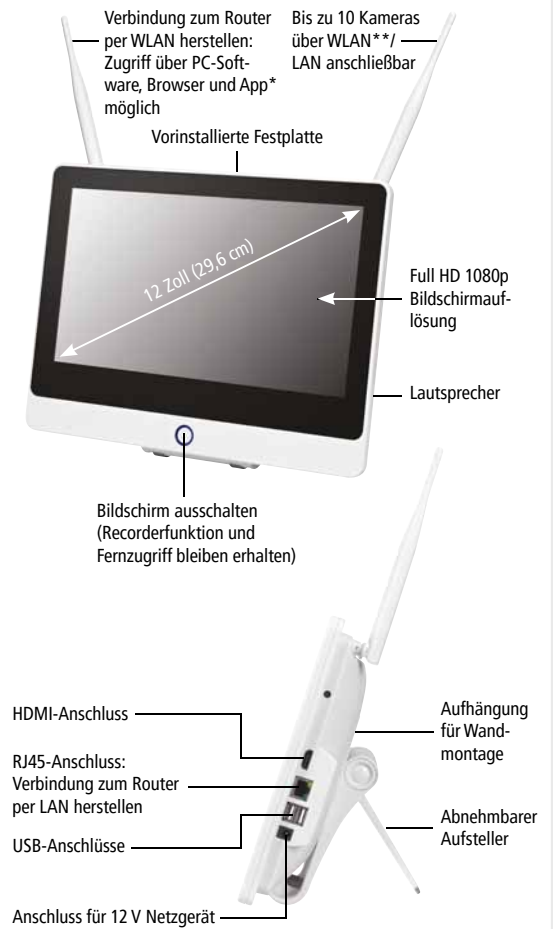 Verbindung zum Router
per WLAN herstellen:
Zugriff über PC-Soft-
ware, Browser und App*
möglich
Bis zu 10 Kameras
über WLAN**/
LAN anschließbar
Vorinstallierte Festplatte
12 Zoll (29,6 cm)
Full HD 1080p
Bildschirmauf-
lösung
Lautsprecher
Bildschirm ausschalten
(Recorderfunktion und
Fernzugriff bleiben erhalten)
HDMI-Anschluss
RJ45-Anschluss:
Verbindung zum Router
per LAN herstellen
USB-Anschlüsse
Anschluss für 12 V Netzgerät
Aufhängung
für Wand-
montage
Abnehmbarer
Aufsteller